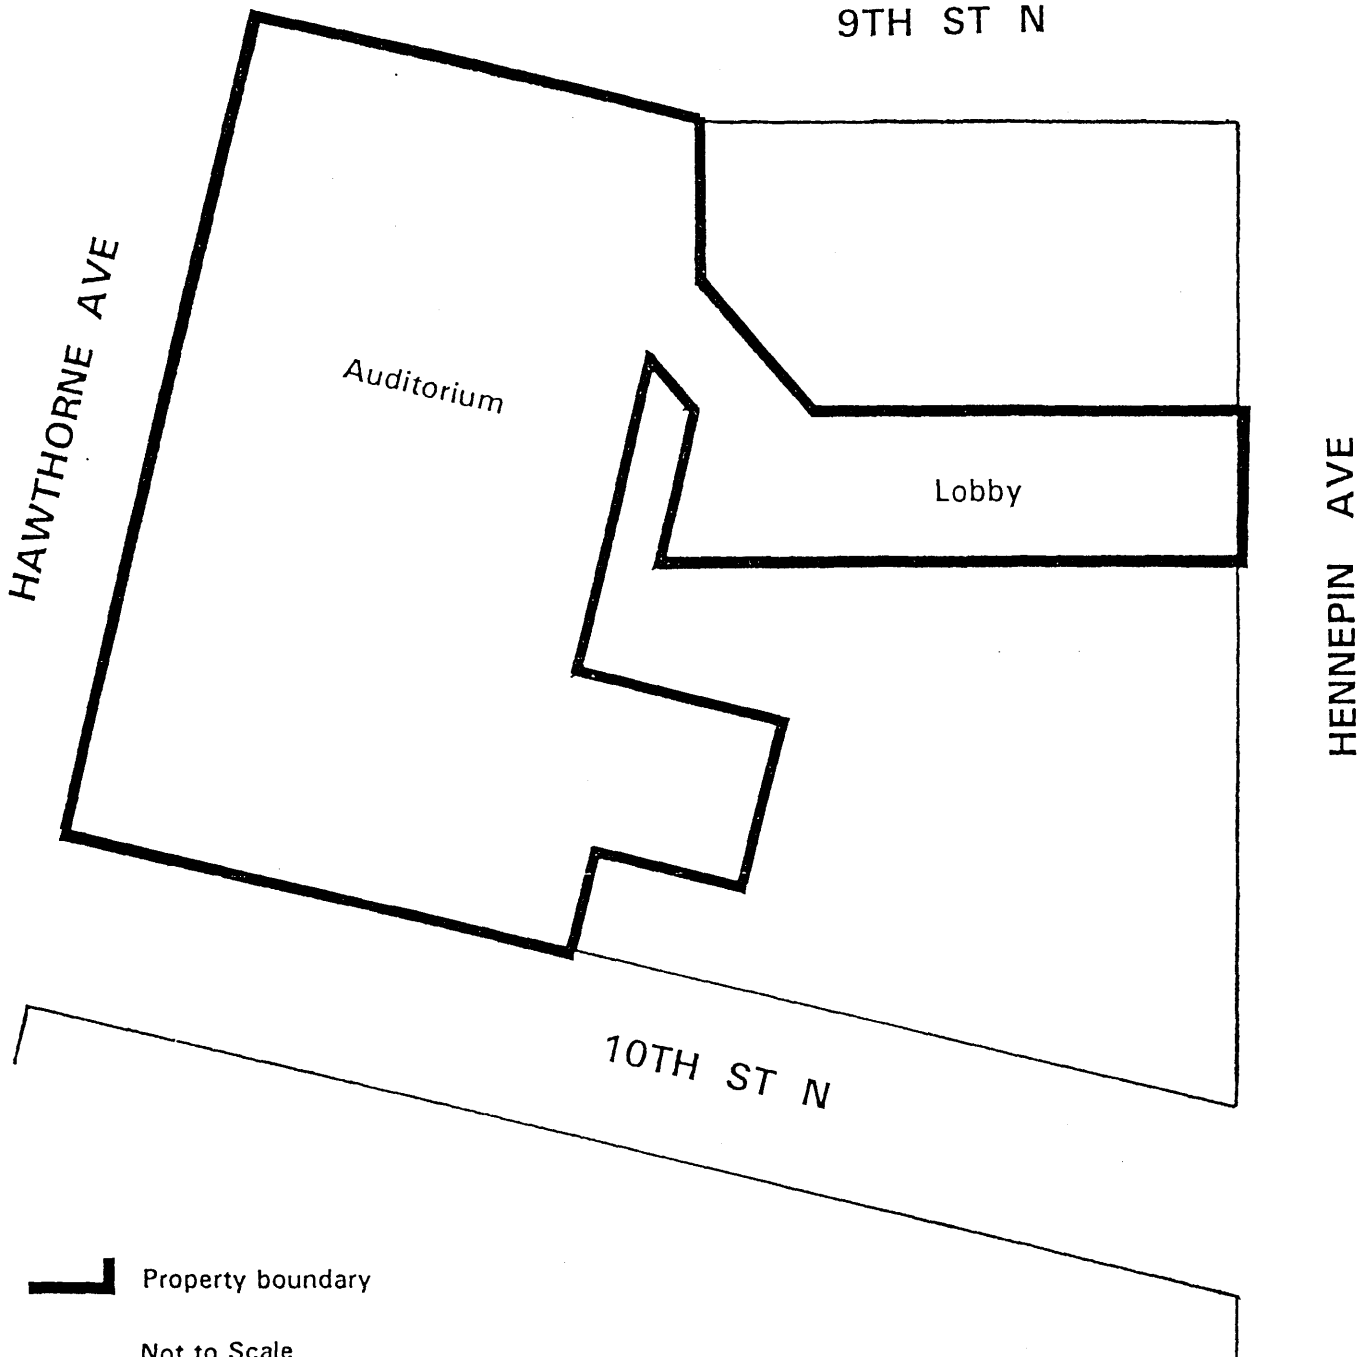 9TH ST N
HAWTHORNE AVE
Auditorium
Lobby
HENNEPIN AVE
10TH ST N
Property boundary
Not to Scale